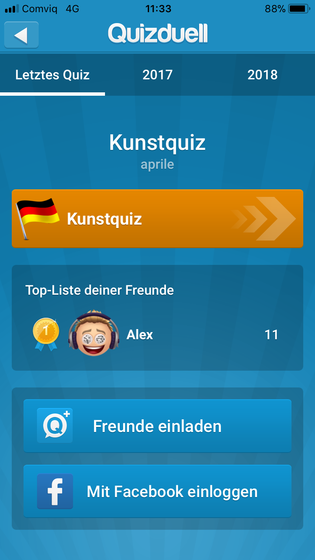 Comviq 4G 11:33 88%
Quizduell
Letztes Quiz 2017 2018
Kunstquiz
aprile
Kunstquiz
Top-Liste deiner Freunde
1 Alex 11
Freunde einladen
Mit Facebook einloggen